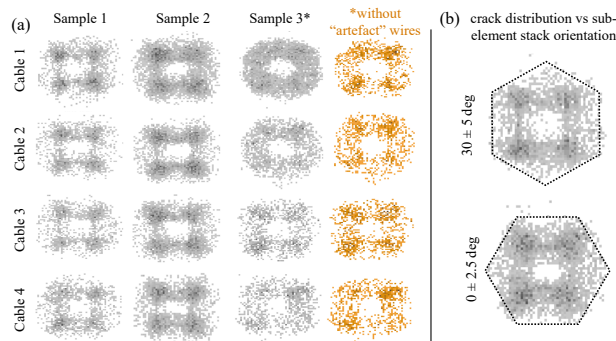 (a)
Sample 1
Sample 2
Sample 3*
*without
“artefact” wires
Cable 1
Cable 2
Cable 3
Cable 4
(b)
crack distribution vs sub-
element stack orientation
30 ± 5 deg
0 ± 2.5 deg